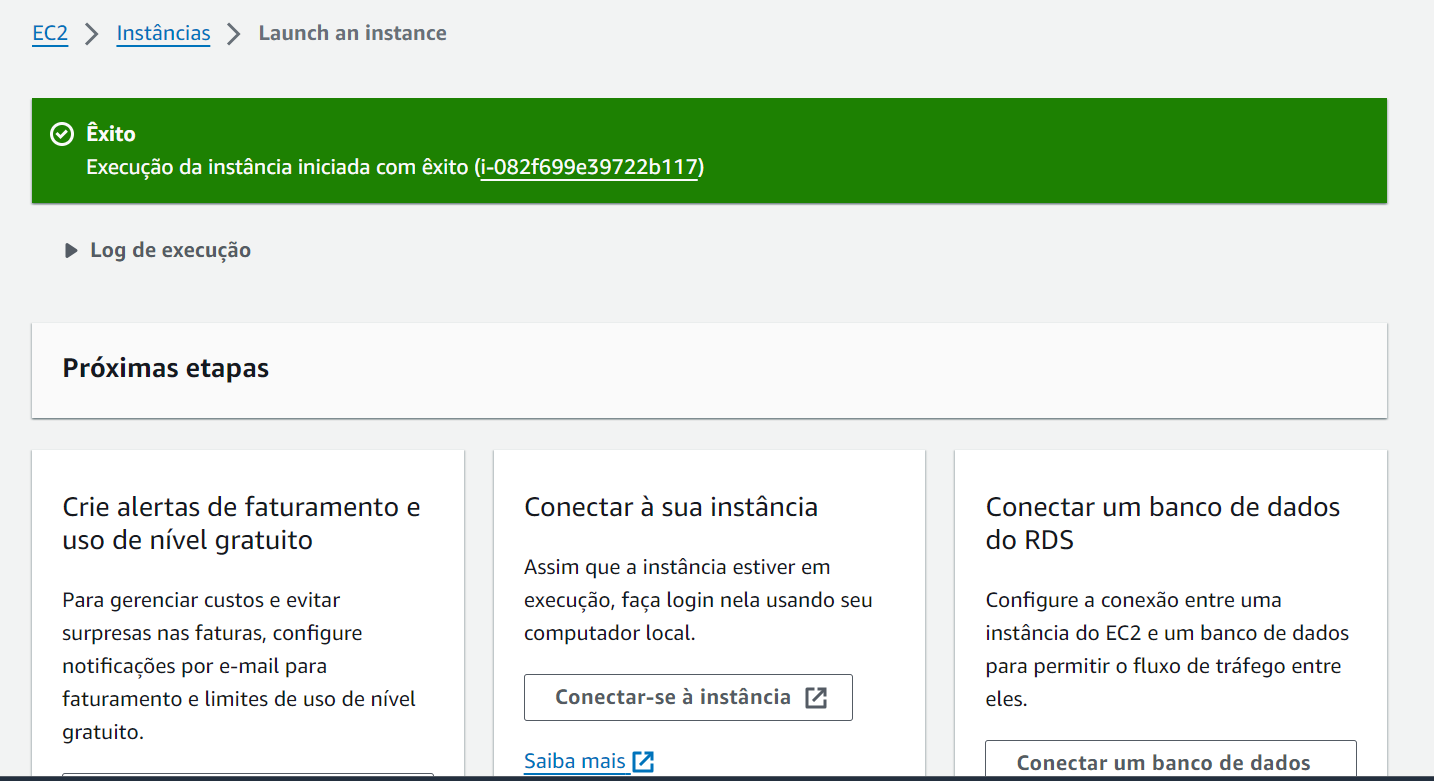 EC2 > Instâncias > Launch an instance
Êxito
Execução da instância iniciada com êxito (i-082f699e39722b117)
Log de execução
Próximas etapas
Crie alertas de faturamento e
uso de nível gratuito
Para gerenciar custos e evitar
surpresas nas faturas, configure
notificações por e-mail para
faturamento e limites de uso de nível
gratuito.
Conectar à sua instância
Assim que a instância estiver em
execução, faça login nela usando seu
computador local.
Conectar-se à instância
Saiba mais
Conectar um banco de dados
do RDS
Configure a conexão entre uma
instância do EC2 e um banco de dados
para permitir o fluxo de tráfego entre
eles.
Conectar um banco de dados